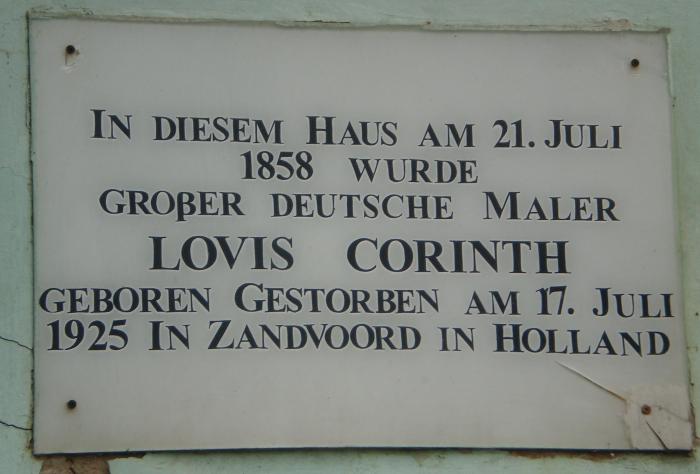 In diesem Haus am 21. Juli
1858 wurde
großer deutsche Maler
LOVIS CORINTH
geboren Gestorben am 17. Juli
1925 In Zandvoord in Holland